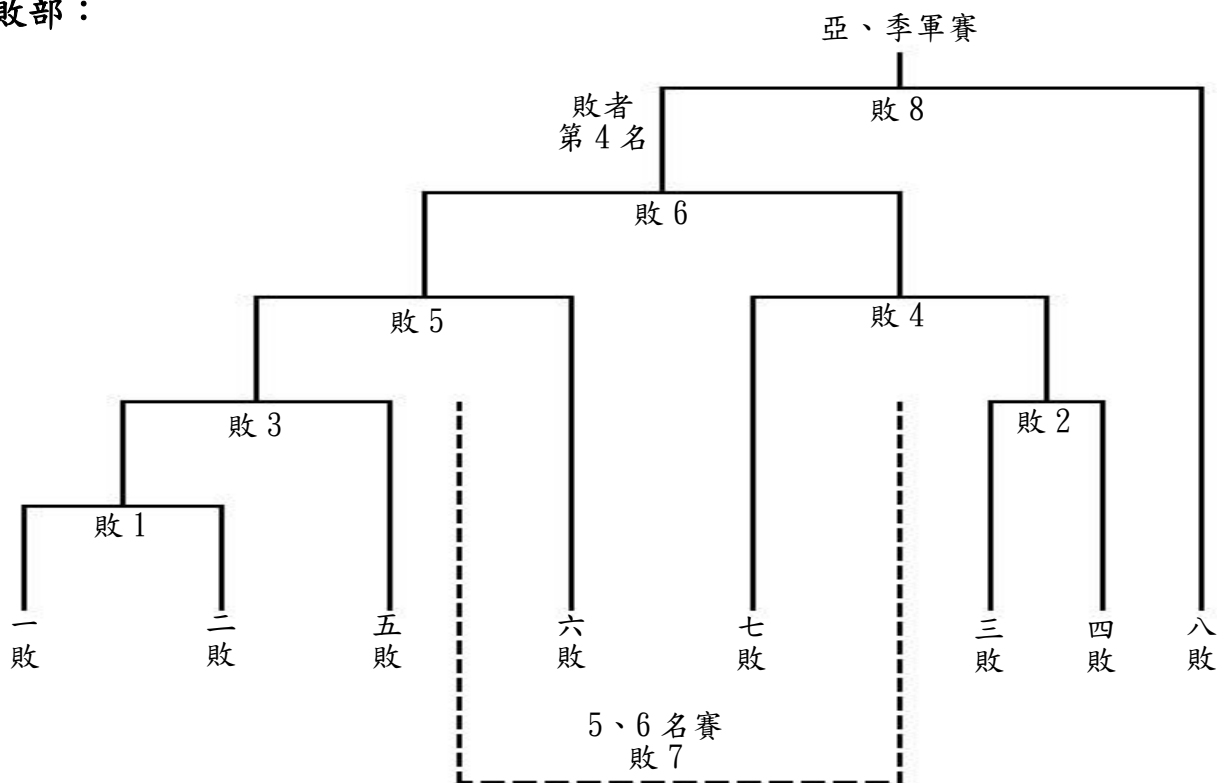 敗部：
亞、季軍賽
敗者
第 4 名
敗 8
敗 6
敗 5
敗 4
敗 3
敗 2
敗 1
一敗
二敗
五敗
六敗
七敗
三敗
四敗
八敗
5、6 名賽
敗 7